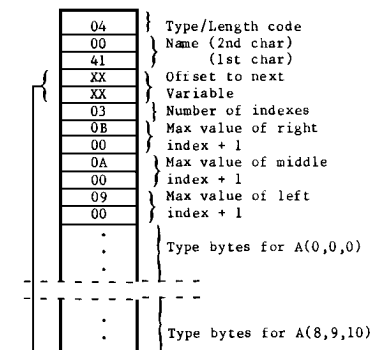 04 Type/Length code
00 Name (2nd char)
41 (1st char)
XX Offset to next
XX Variable
03 Number of indexes
0B Max value of right
00 index + 1
0A Max value of middle
00 index + 1
09 Max value of left
00 index + 1
Type bytes for A(0,0,0)
Type bytes for A(8,9,10)